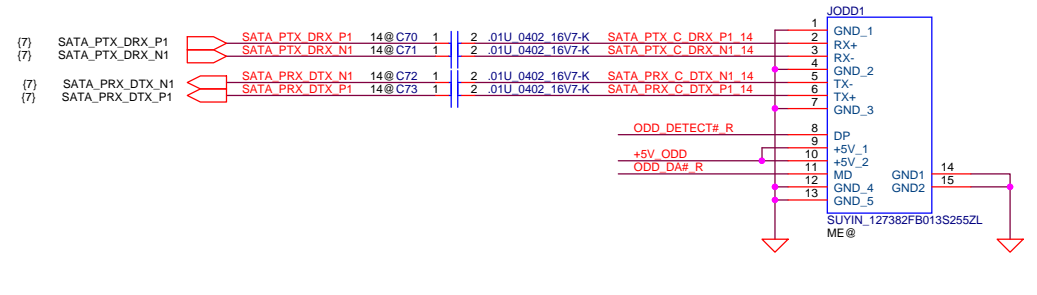 JODD1
1 GND_1
{7} SATA_PTX_DRX_P1 SATA_PTX_DRX_P1 14@ C70 1 2 .01U_0402_16V7-K SATA_PTX_C_DRX_P1_14 2 RX+
{7} SATA_PTX_DRX_N1 SATA_PTX_DRX_N1 14@ C71 1 2 .01U_0402_16V7-K SATA_PTX_C_DRX_N1_14 3 RX-
4 GND_2
{7} SATA_PRX_DTX_N1 SATA_PRX_DTX_N1 14@ C72 1 2 .01U_0402_16V7-K SATA_PRX_C_DTX_N1_14 5 TX-
{7} SATA_PRX_DTX_P1 SATA_PRX_DTX_P1 14@ C73 1 2 .01U_0402_16V7-K SATA_PRX_C_DTX_P1_14 6 TX+
7 GND_3
ODD_DETECT#_R 8 DP
9 +5V_1
+5V_ODD 10 +5V_2
ODD_DA#_R 11 MD GND1 14
12 GND_4 GND2 15
13 GND_5
SUYIN_127382FB013S255ZL
ME@